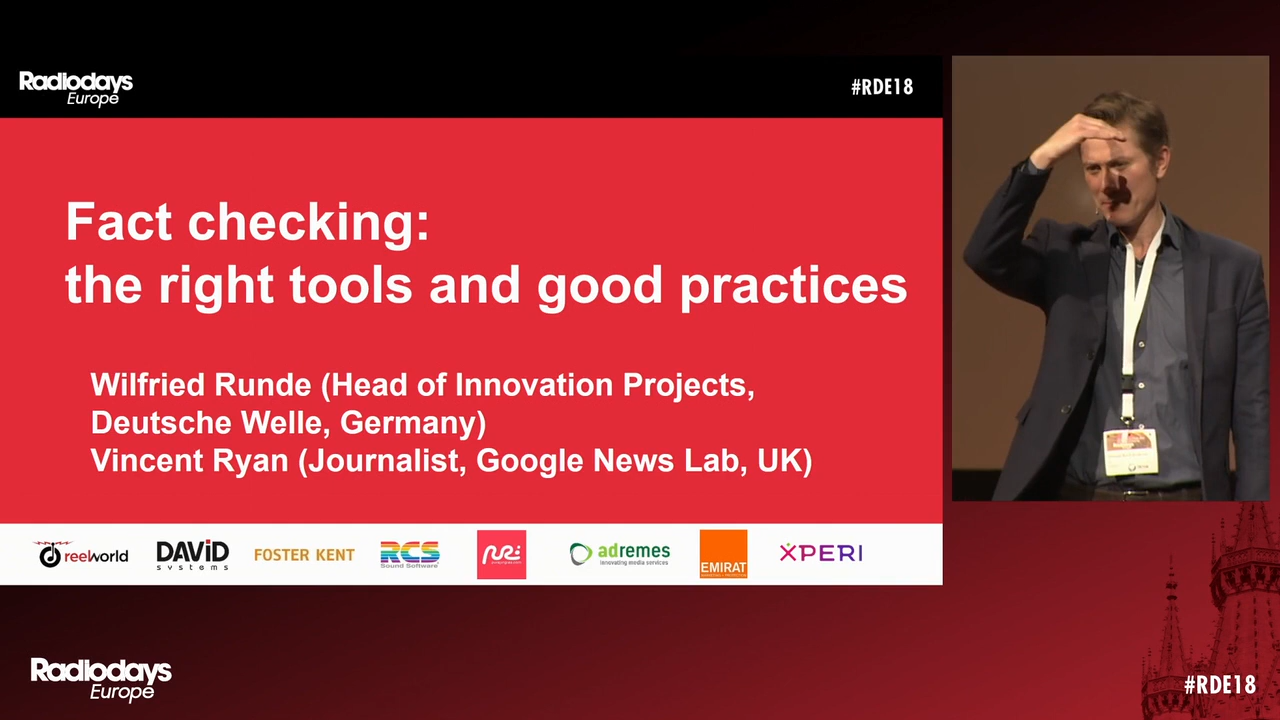 Radiodays
Europe
#RDE18
Fact checking:
the right tools and good practices
Wilfried Runde (Head of Innovation Projects,
Deutsche Welle, Germany)
Vincent Ryan (Journalist, Google News Lab, UK)
reelworld
DAViD
systems
FOSTER KENT
RCS
Sound Software
adremes
innovating media services
EMIRAT
XPERI
Radiodays
Europe
#RDE18